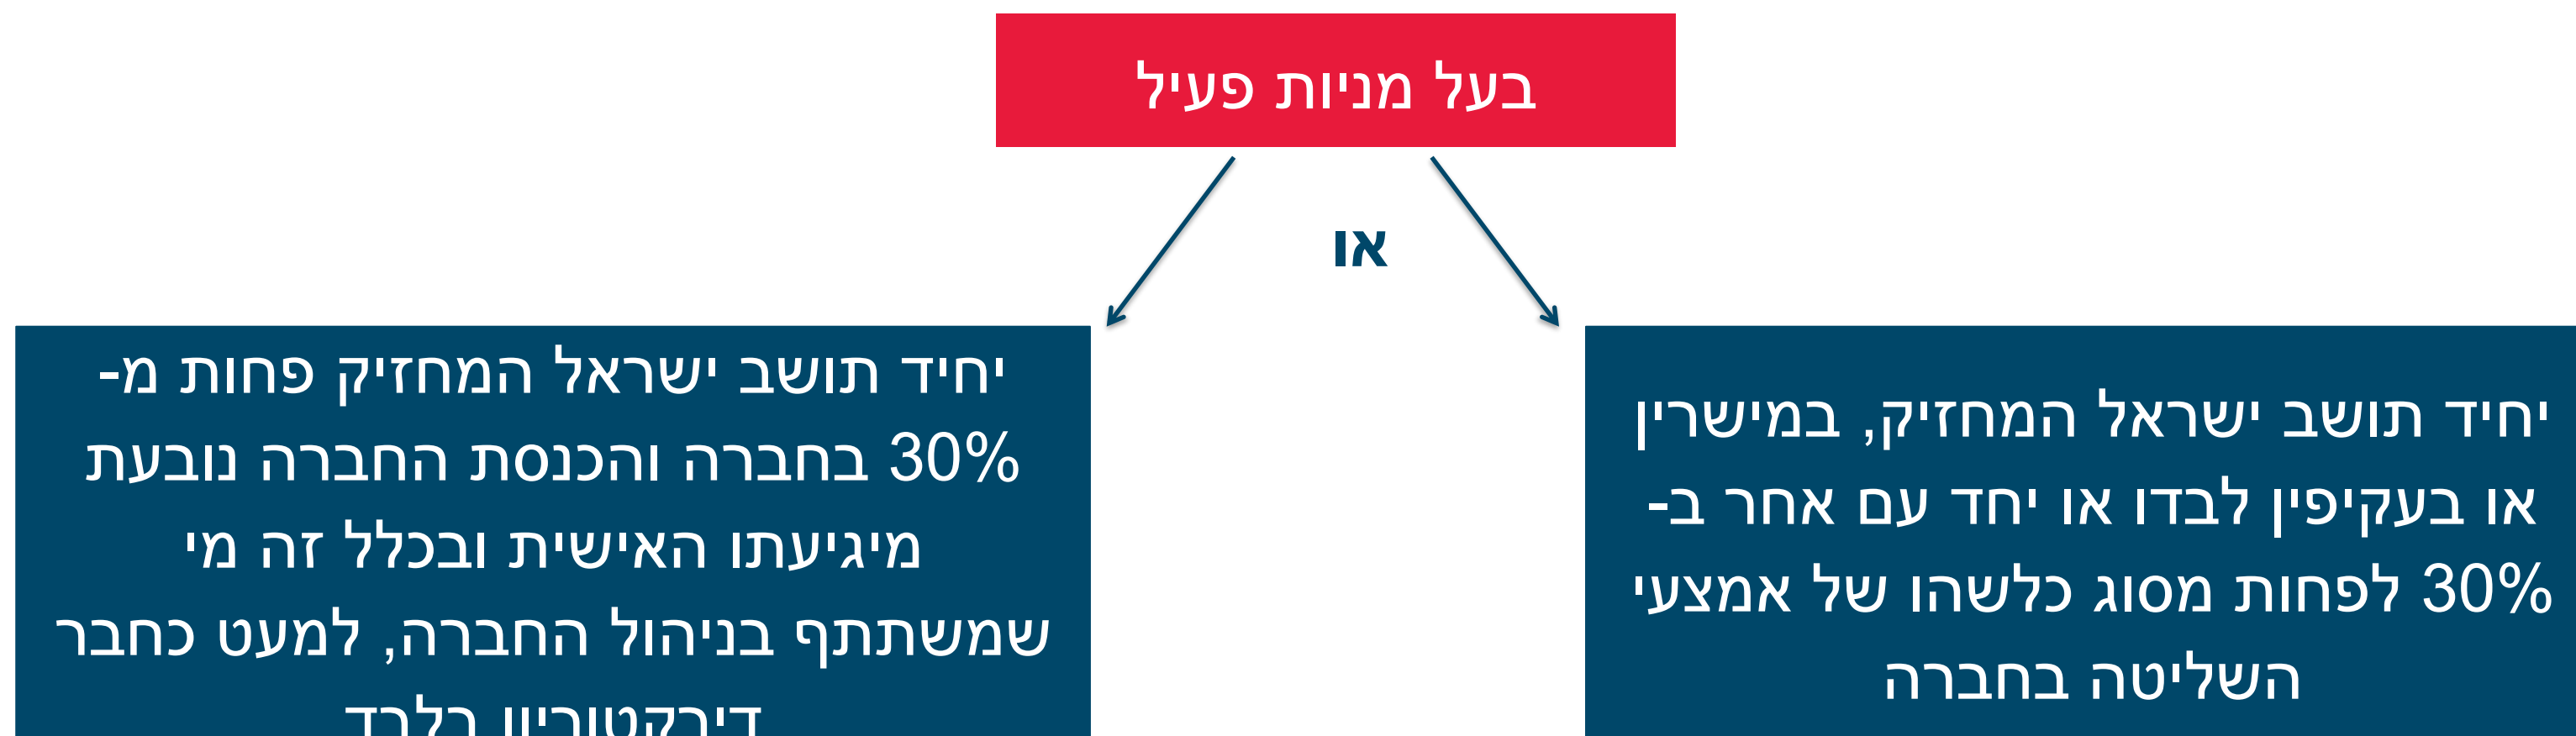 בעל מניות פעיל
או
יחיד תושב ישראל המחזיק, במישרין
או בעקיפין לבדו או יחד עם אחר ב-
30% לפחות מסוג כלשהו של אמצעי
השליטה בחברה
יחיד תושב ישראל המחזיק פחות מ-
30% בחברה והכנסת החברה נובעת
מיגיעתו האישית ובכלל זה מי
שמשתתף בניהול החברה, למעט כחבר
דירקטוריון בלבד